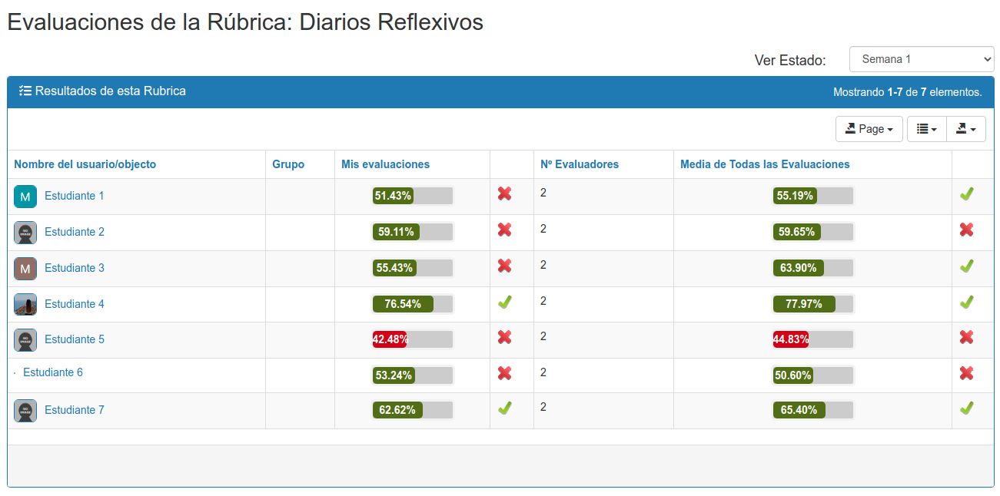 Evaluaciones de la Rúbrica: Diarios Reflexivos
Ver Estado: Semana 1
Resultados de esta Rubrica Mostrando 1-7 de 7 elementos.
Page
Nombre del usuario/objecto Grupo Mis evaluaciones Nº Evaluadores Media de Todas las Evaluaciones
M Estudiante 1 51.43% 2 55.19%
Estudiante 2 59.11% 2 59.65%
M Estudiante 3 55.43% 2 63.90%
Estudiante 4 76.54% 2 77.97%
Estudiante 5 42.48% 2 44.83%
· Estudiante 6 53.24% 2 50.60%
Estudiante 7 62.62% 2 65.40%